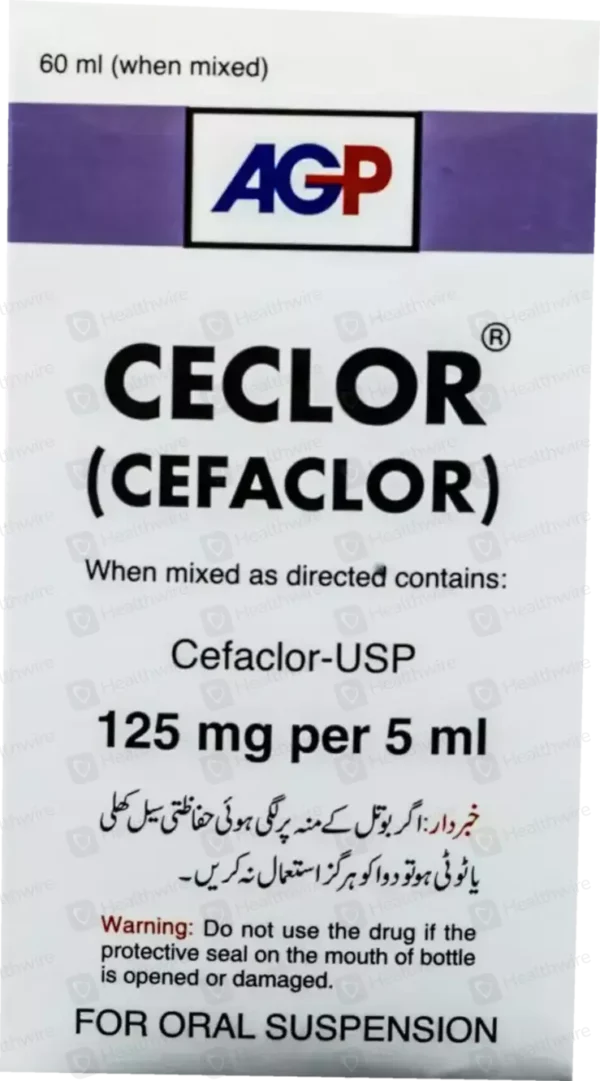 60 ml (when mixed)
AGP
CECLOR®
(CEFACLOR)
When mixed as directed contains:
Cefaclor-USP
125 mg per 5 ml
خبردار: اگر بوتل کے منہ پر لگی ہوئی حفاظتی سیل کھلی
یا ٹوٹی ہو تو دوا کو ہرگز استعمال نہ کریں۔
Warning: Do not use the drug if the
protective seal on the mouth of bottle
is opened or damaged.
FOR ORAL SUSPENSION
Healthwire